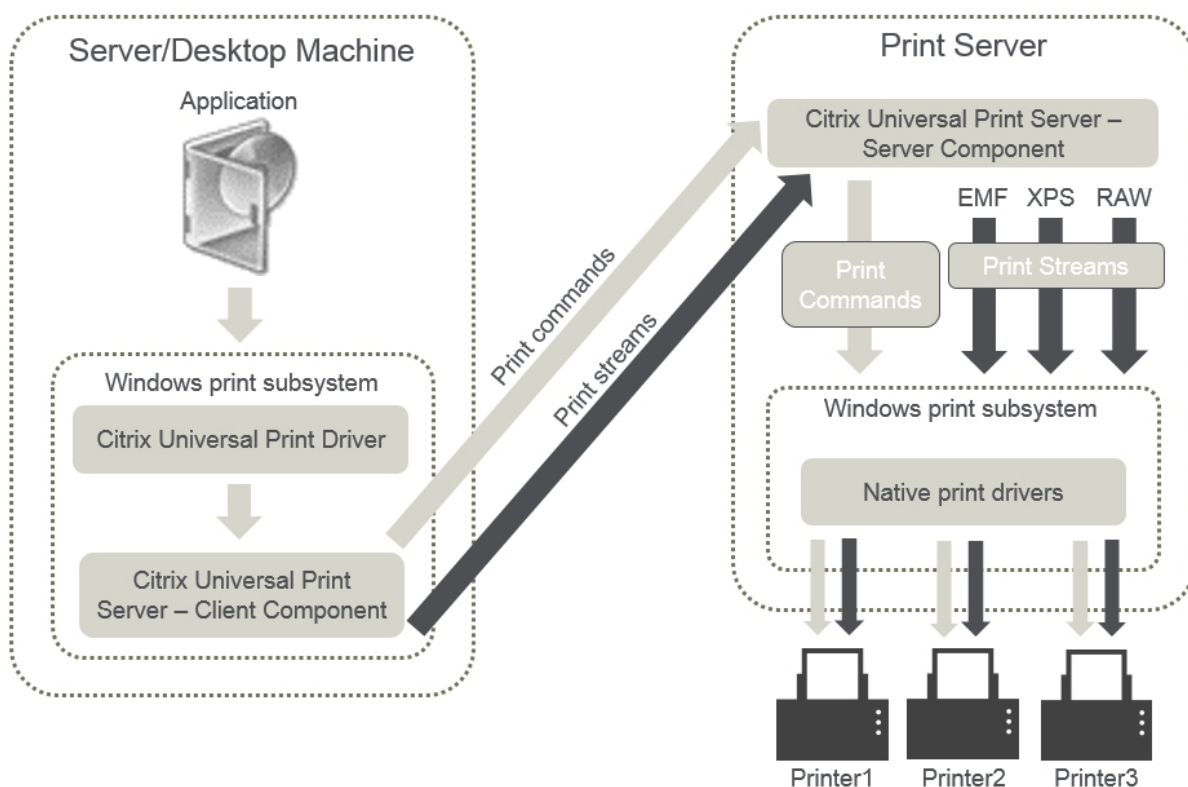 Server/Desktop Machine
Application
Windows print subsystem
Citrix Universal Print Driver
Citrix Universal Print
Server – Client Component
Print commands
Print streams
Print Server
Citrix Universal Print Server –
Server Component
EMF XPS RAW
Print
Commands
Print Streams
Windows print subsystem
Native print drivers
Printer1 Printer2 Printer3